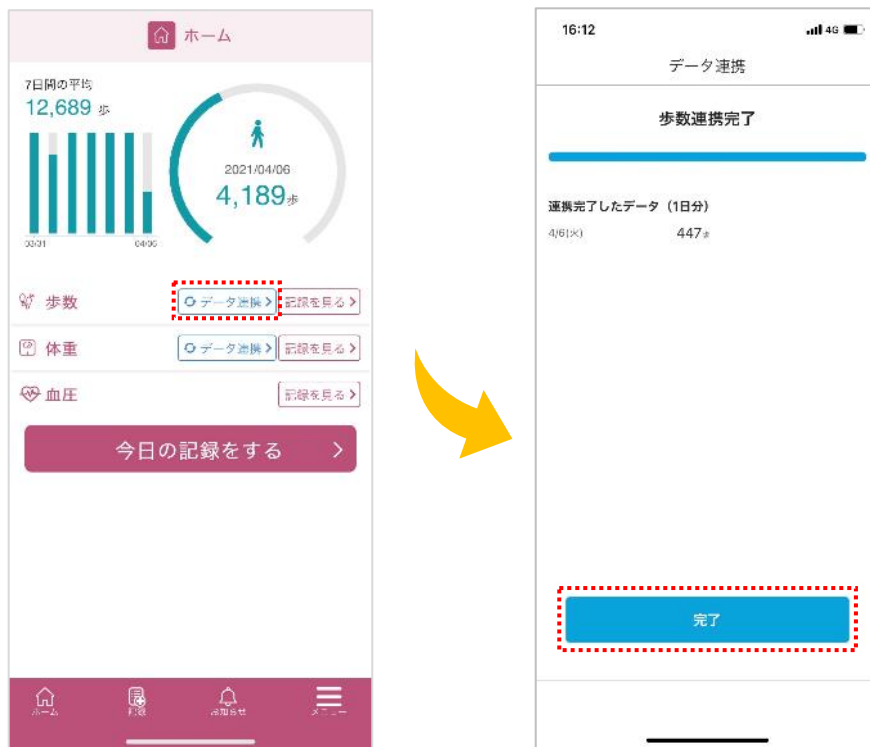 ホーム
7日間の平均
12,689 歩
2021/04/06
4,189歩
03/31
04/06
歩数
データ連携
記録を見る
体重
データ連携
記録を見る
血圧
記録を見る
今日の記録をする
ホーム
記録
お知らせ
メニュー
16:12
4G
データ連携
歩数連携完了
連携完了したデータ（1日分）
4/6(火)
447歩
完了